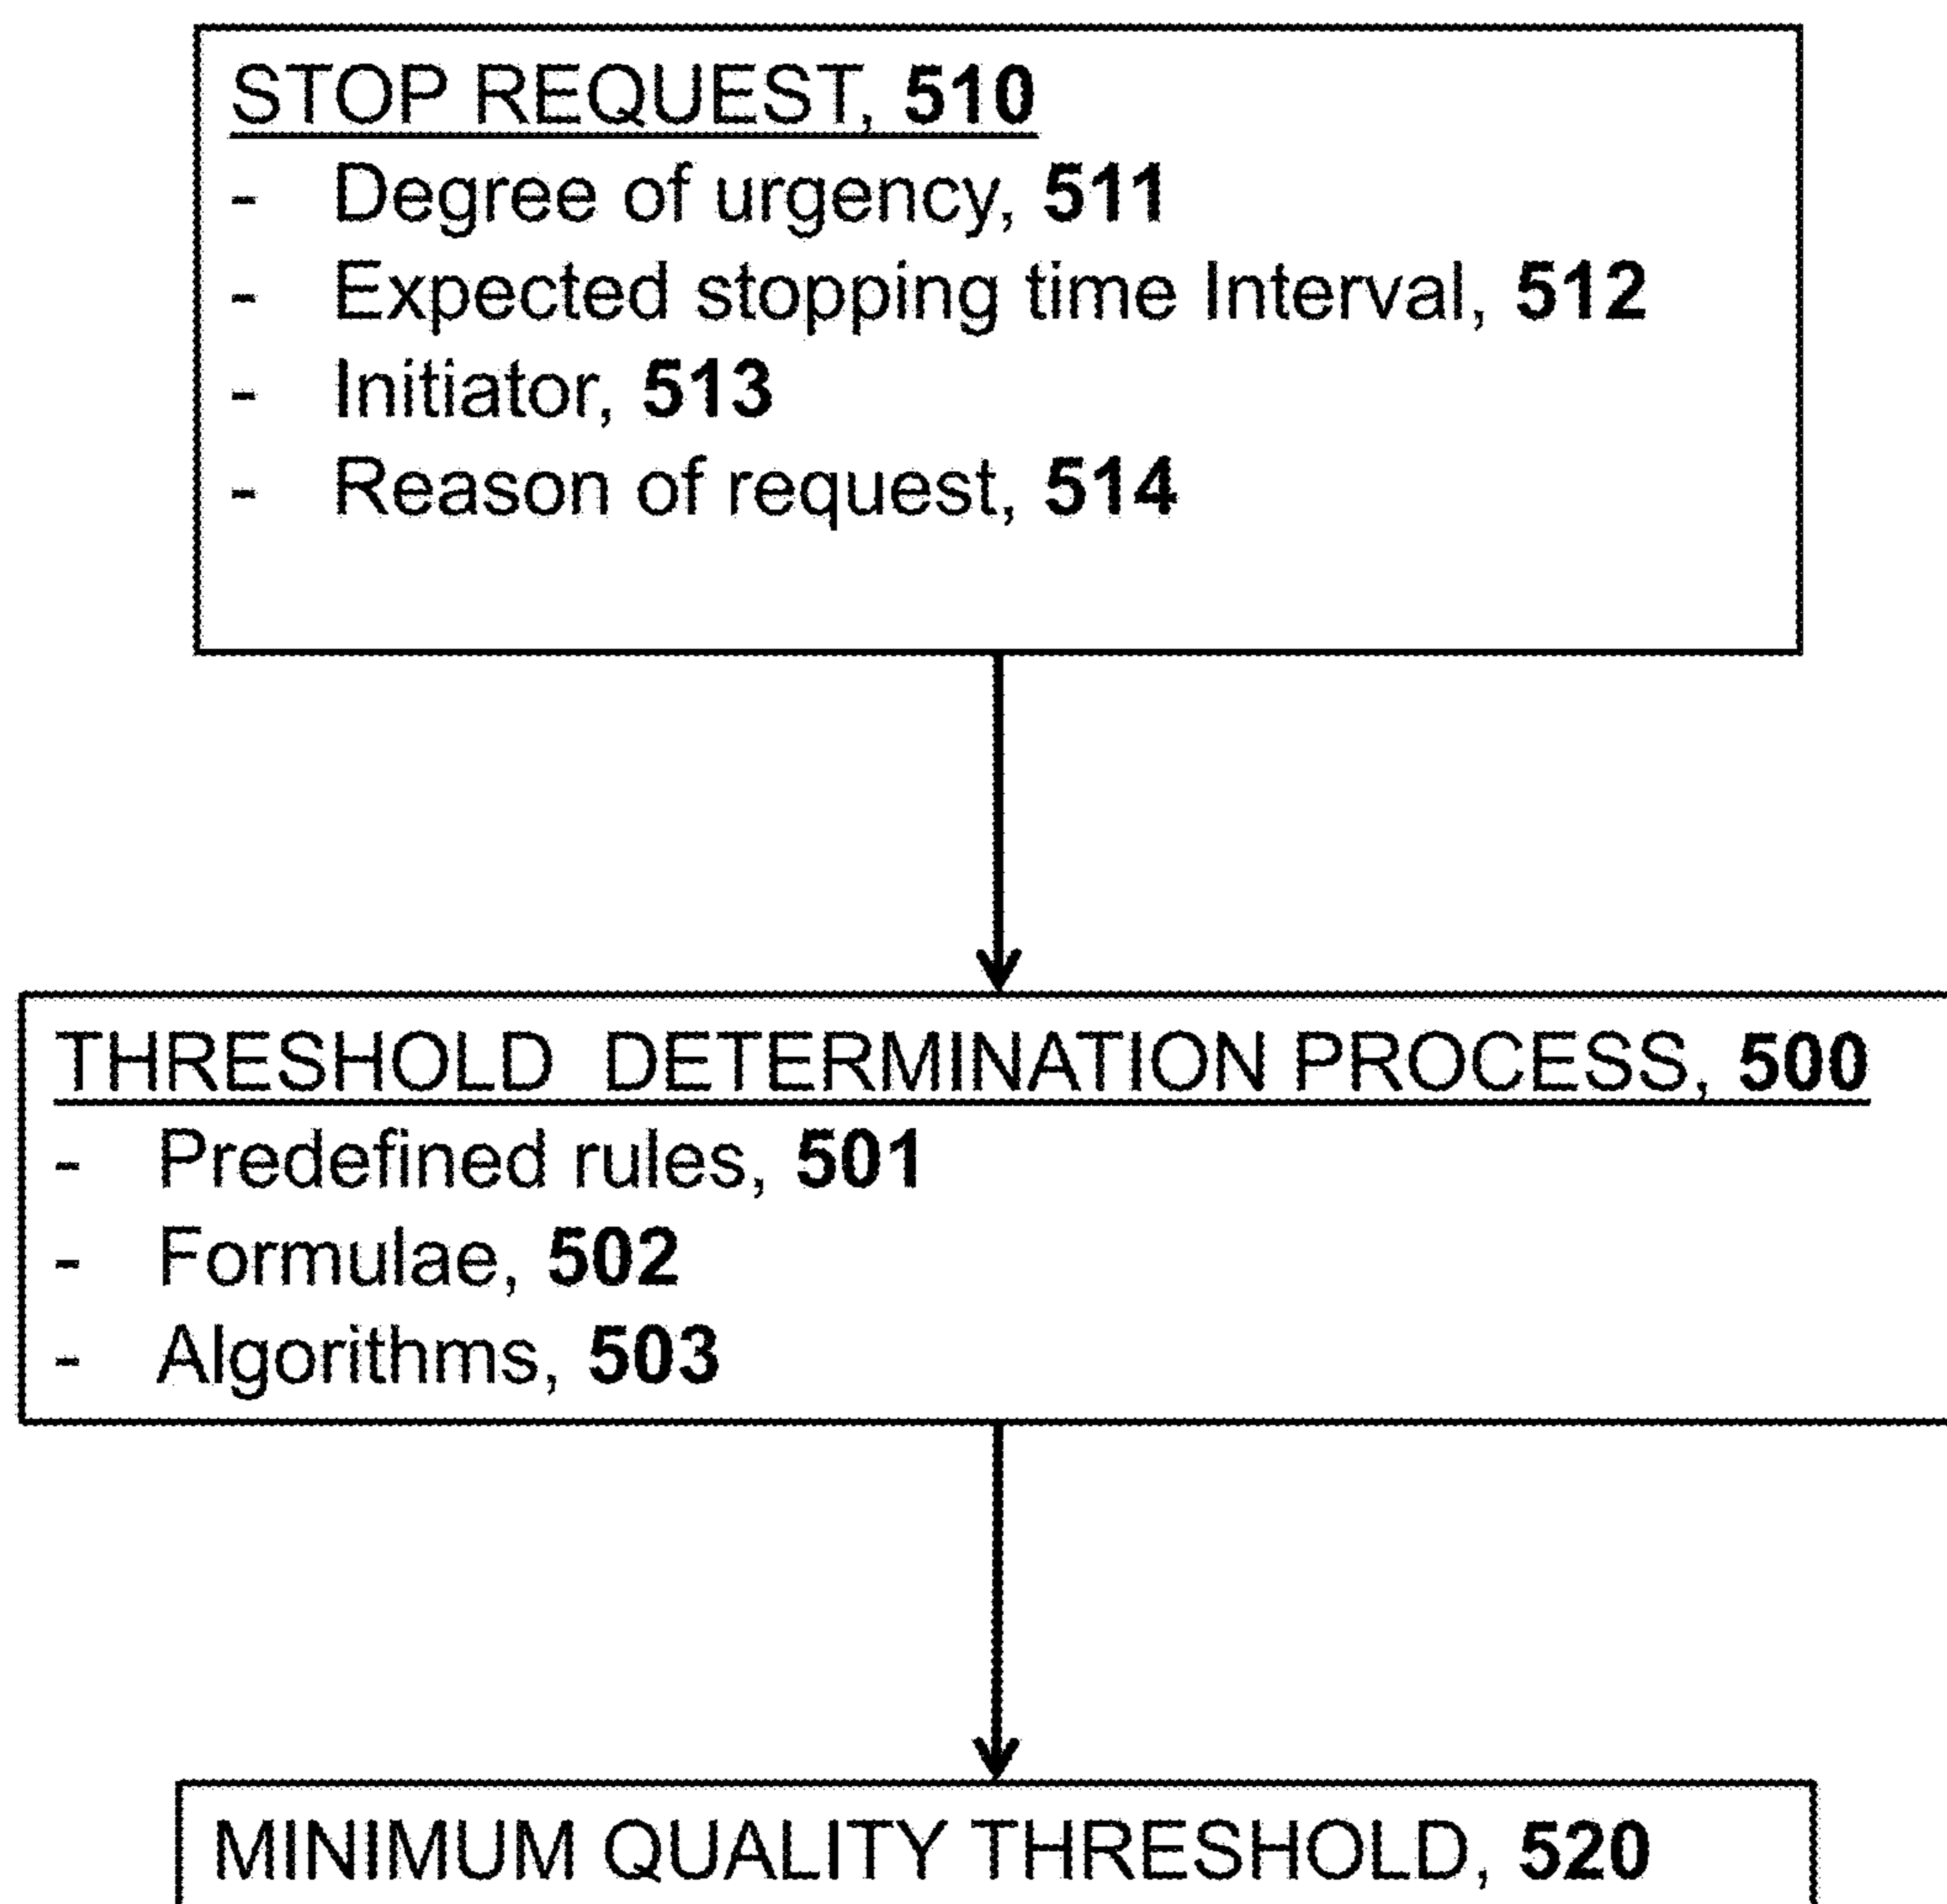 STOP REQUEST, 510
- Degree of urgency, 511
- Expected stopping time Interval, 512
- Initiator, 513
- Reason of request, 514
THRESHOLD DETERMINATION PROCESS, 500
- Predefined rules, 501
- Formulae, 502
- Algorithms, 503
MINIMUM QUALITY THRESHOLD, 520